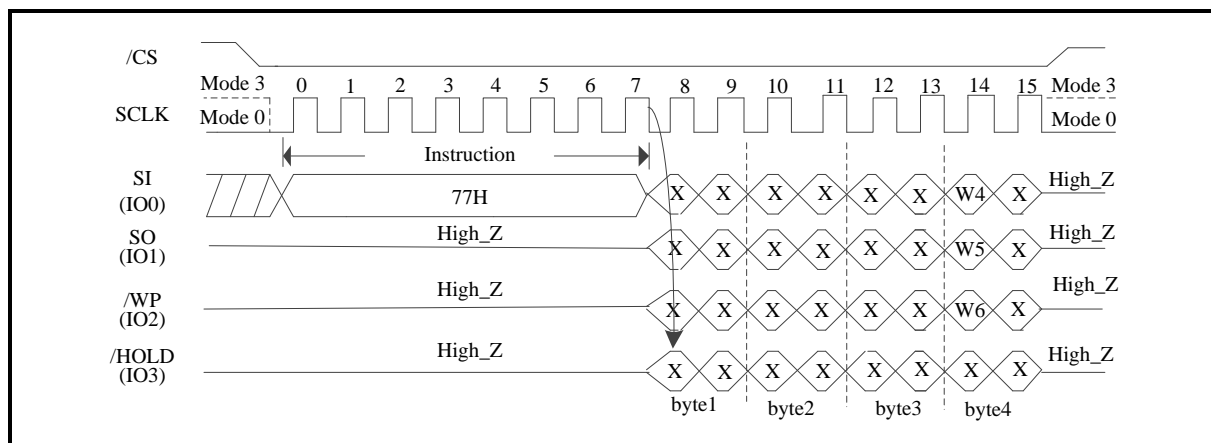 /CS
Mode 3 0 1 2 3 4 5 6 7 8 9 10 11 12 13 14 15 Mode 3
SCLK
Mode 0 Mode 0
Instruction
SI
(IO0)
77H X X X X X X W4 X High_Z
SO
(IO1)
High_Z X X X X X X W5 X High_Z
/WP
(IO2)
High_Z X X X X X X W6 X High_Z
/HOLD
(IO3)
High_Z X X X X X X X X High_Z
byte1 byte2 byte3 byte4